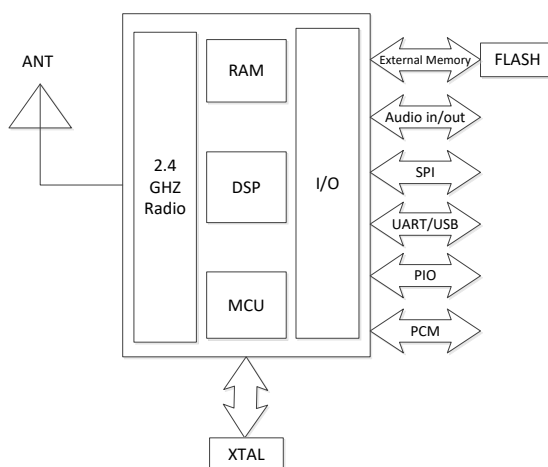 ANT
2.4
GHZ
Radio
RAM
DSP
MCU
I/O
External Memory
FLASH
Audio in/out
SPI
UART/USB
PIO
PCM
XTAL